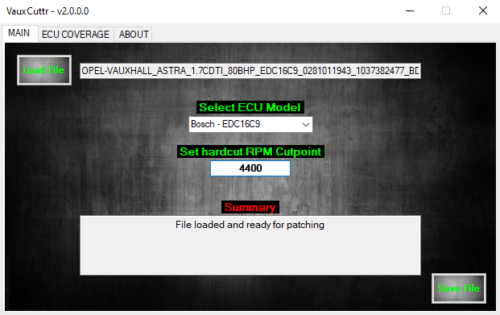 VauxCuttr - v2.0.0.0
MAIN ECU COVERAGE ABOUT
Load File
OPEL-VAUXHALL_ASTRA_1.7CDTI_80BHP_EDC16C9_0281011943_1037382477_BD
Select ECU Model
Bosch - EDC16C9
Set hardcut RPM Cutpoint
4400
Summary
File loaded and ready for patching
Save File